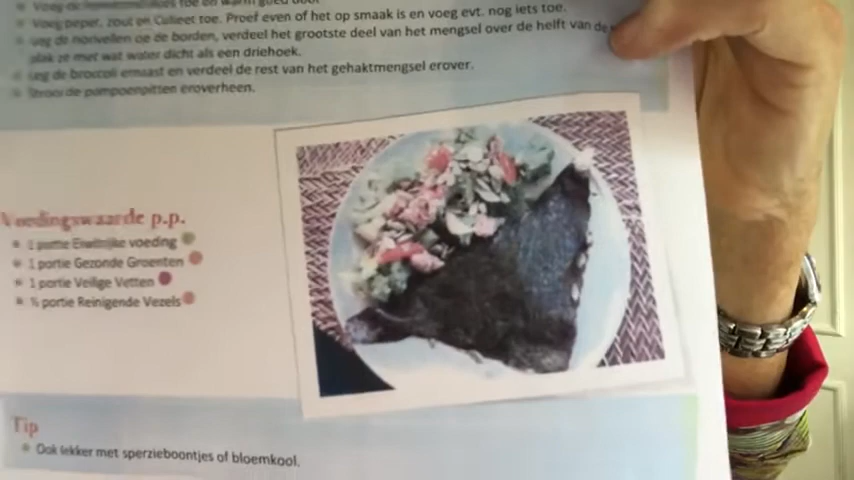 Voeg peper, zout en Culieet toe. Proef even of het op smaak is en voeg evt. nog iets toe.
Leg de norivellen op de borden, verdeel het grootste deel van het mengsel over de helft van de
plak ze met wat water dicht als een driehoek.
Leg de broccoli ernaast en verdeel de rest van het gehaktmengsel erover.
Strooi de pompoenpitten eroverheen.
Voedingswaarde p.p.
1 portie Eiwitrijke voeding
1 portie Gezonde Groenten
1 portie Veilige Vetten
½ portie Reinigende Vezels
Tip
Ook lekker met sperzieboontjes of bloemkool.